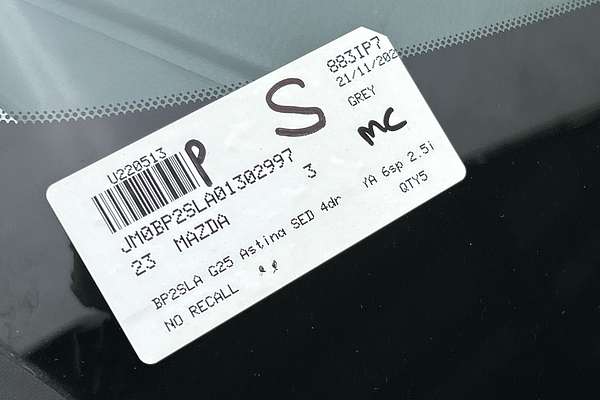 883IP7
S
21/11/202
U220513
P
GREY
MC
JM0BP2SLA01302997
23 MAZDA 3
BP2SLA G25 Astina SED 4dr YA 6sp 2.5i
NO RECALL QTY5